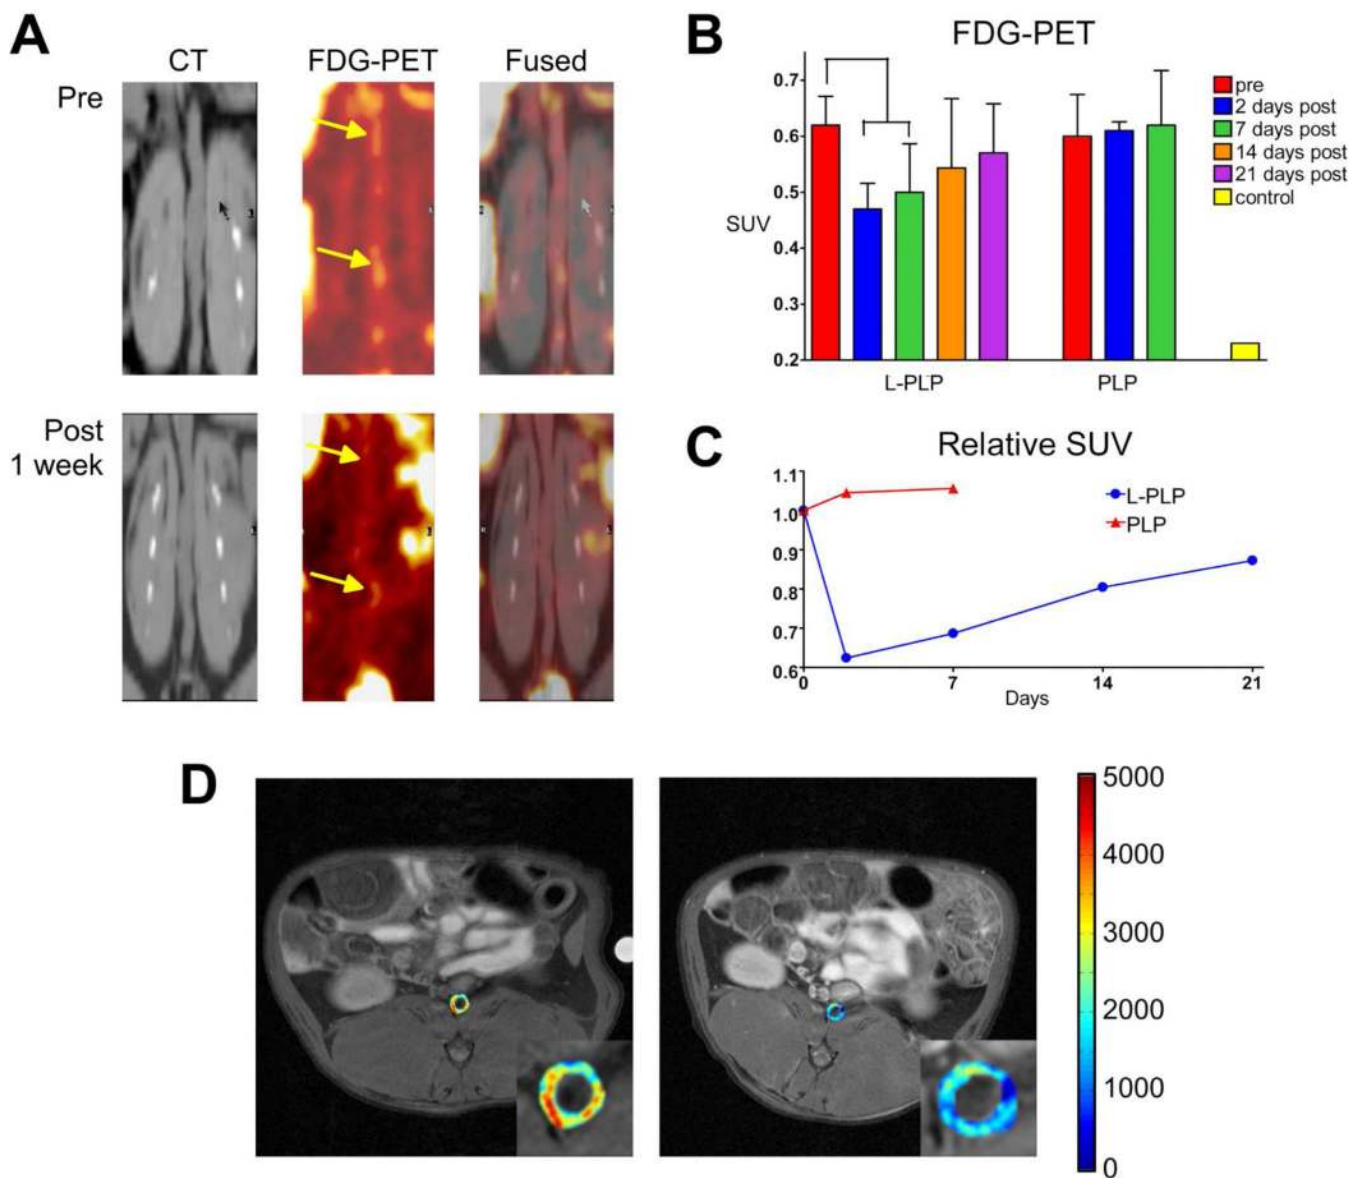 A
CT
FDG-PET
Fused
Pre
Post
1 week
B
FDG-PET
0.7
0.6
0.5
SUV
0.4
0.3
0.2
L-PLP
PLP
pre
2 days post
7 days post
14 days post
21 days post
control
C
Relative SUV
1.1
1.0
0.9
0.8
0.7
0.6
0
7
14
21
Days
L-PLP
PLP
D
5000
4000
3000
2000
1000
0